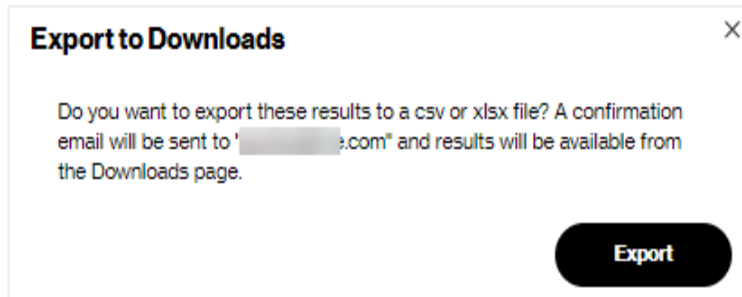 Export to Downloads
Do you want to export these results to a csv or xlsx file? A confirmation
email will be sent to "          .com" and results will be available from
the Downloads page.
Export